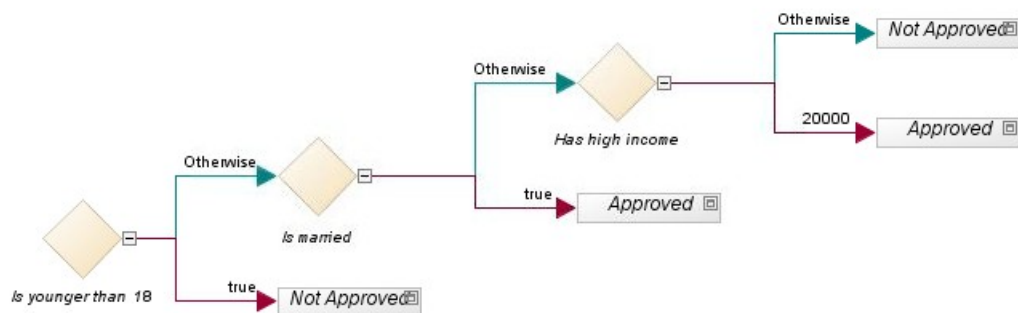 Otherwise
Not Approved
Otherwise
20000
Approved
Has high income
Otherwise
true
Approved
Is married
true
Not Approved
Is younger than 18